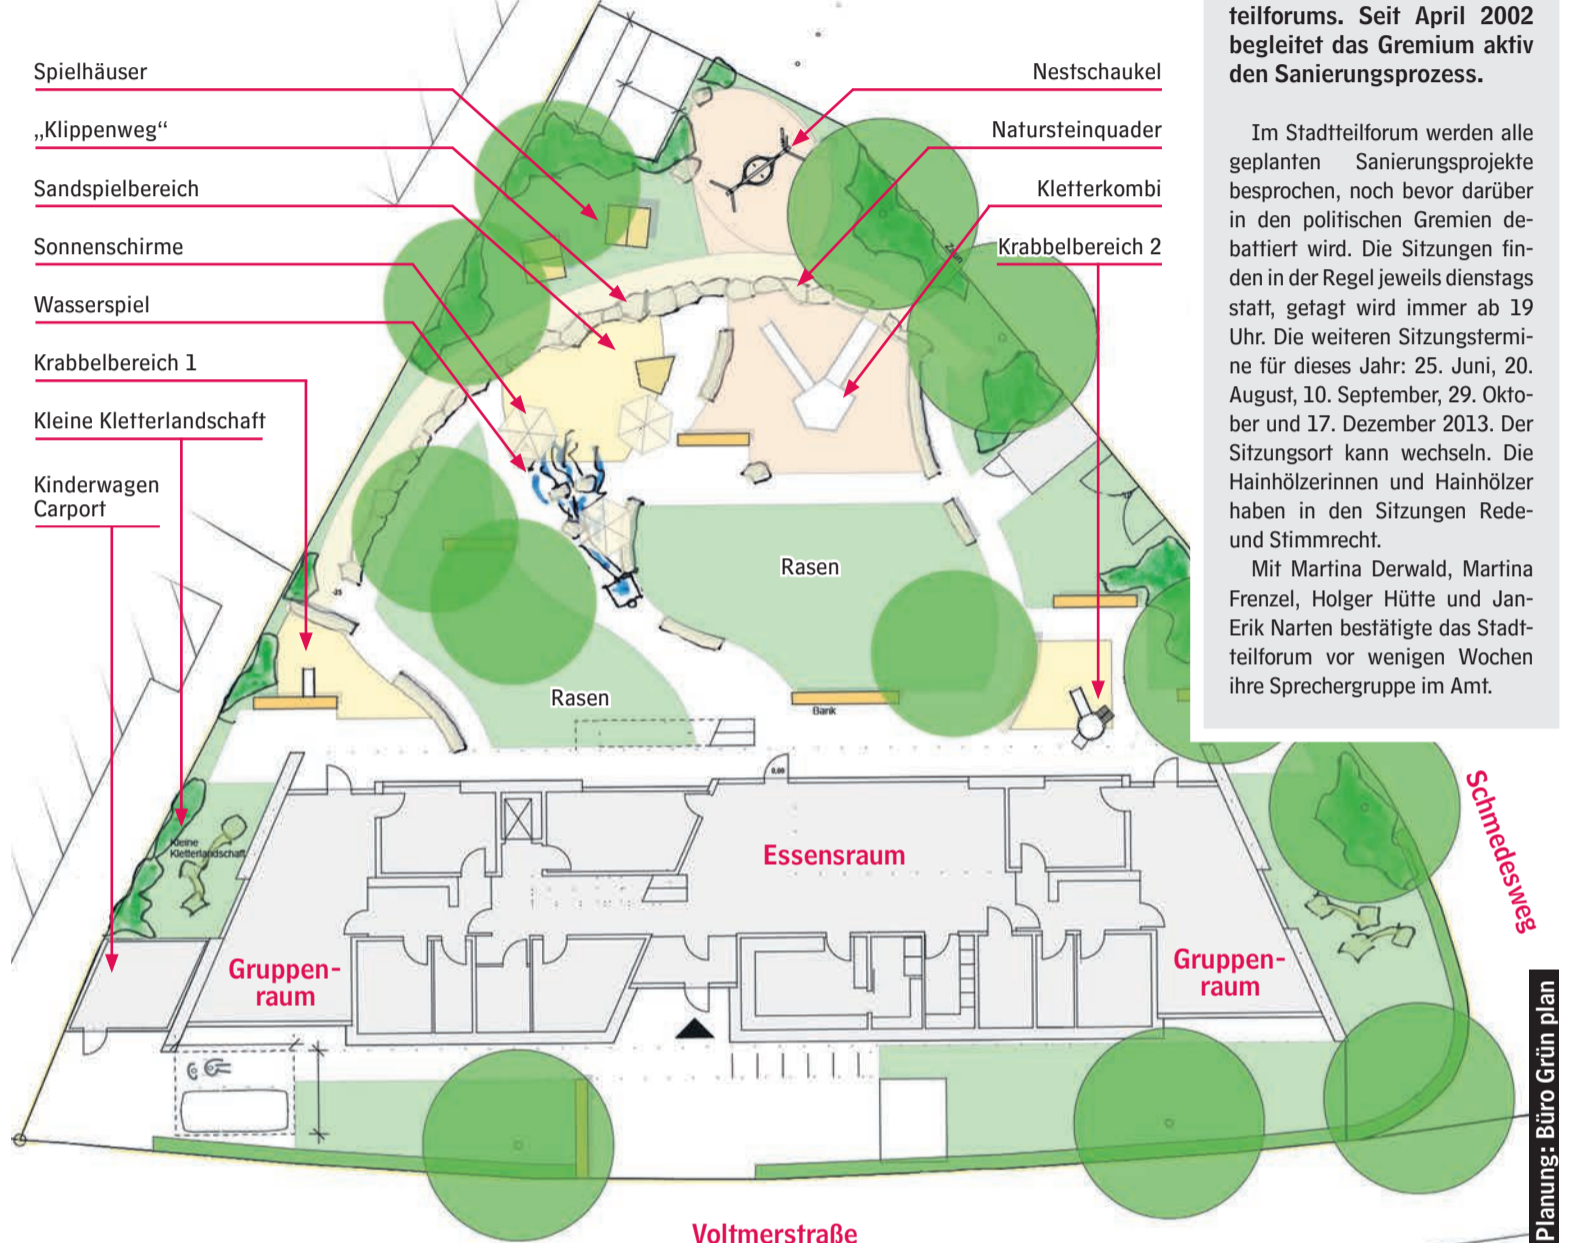 Spielhäuser
„Klippenweg“
Sandspielbereich
Sonnenschirme
Wasserspiel
Krabbelbereich 1
Kleine Kletterlandschaft
Kinderwagen
Carport
Nestschaukel
Natursteinquader
Kletterkombi
Krabbelbereich 2
Zaun
-25
Rasen
Rasen
Bank
0,00
Kleine
Kletterlandschaft
Essensraum
Gruppen-
raum
Gruppen-
raum
Schmedesweg
Voltmerstraße
Planung: Büro Grün plan
teilforums. Seit April 2002
begleitet das Gremium aktiv
den Sanierungsprozess.
Im Stadtteilforum werden alle
geplanten Sanierungsprojekte
besprochen, noch bevor darüber
in den politischen Gremien de-
battiert wird. Die Sitzungen fin-
den in der Regel jeweils dienstags
statt, getagt wird immer ab 19
Uhr. Die weiteren Sitzungstermi-
ne für dieses Jahr: 25. Juni, 20.
August, 10. September, 29. Okto-
ber und 17. Dezember 2013. Der
Sitzungsort kann wechseln. Die
Hainhölzerinnen und Hainhölzer
haben in den Sitzungen Rede-
und Stimmrecht.
Mit Martina Derwald, Martina
Frenzel, Holger Hütte und Jan-
Erik Narten bestätigte das Stadt-
teilforum vor wenigen Wochen
ihre Sprechergruppe im Amt.